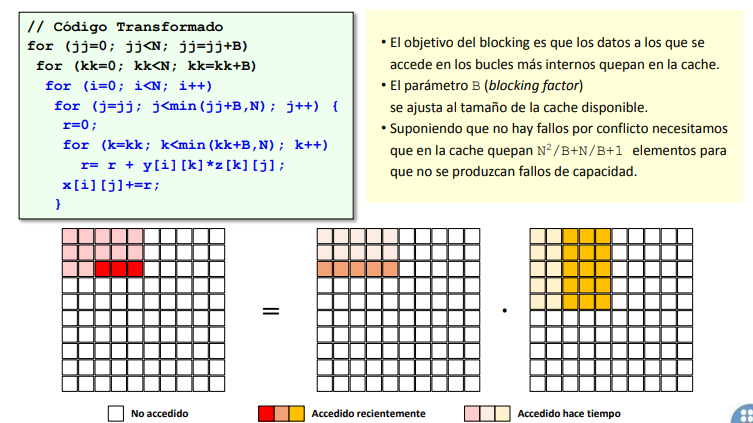 // Código Transformado
for (jj=0; jj<N; jj=jj+B)
for (kk=0; kk<N; kk=kk+B)
for (i=0; i<N; i++)
for (j=jj; j<min(jj+B,N); j++) {
r=0;
for (k=kk; k<min(kk+B,N); k++)
r= r + y[i][k]*z[k][j];
x[i][j]+=r;
}
• El objetivo del blocking es que los datos a los que se
accede en los bucles más internos quepan en la cache.
• El parámetro B (blocking factor)
se ajusta al tamaño de la cache disponible.
• Suponiendo que no hay fallos por conflicto necesitamos
que en la cache quepan N²/B+N/B+1 elementos para
que no se produzcan fallos de capacidad.
= ·
No accedido Accedido recientemente Accedido hace tiempo